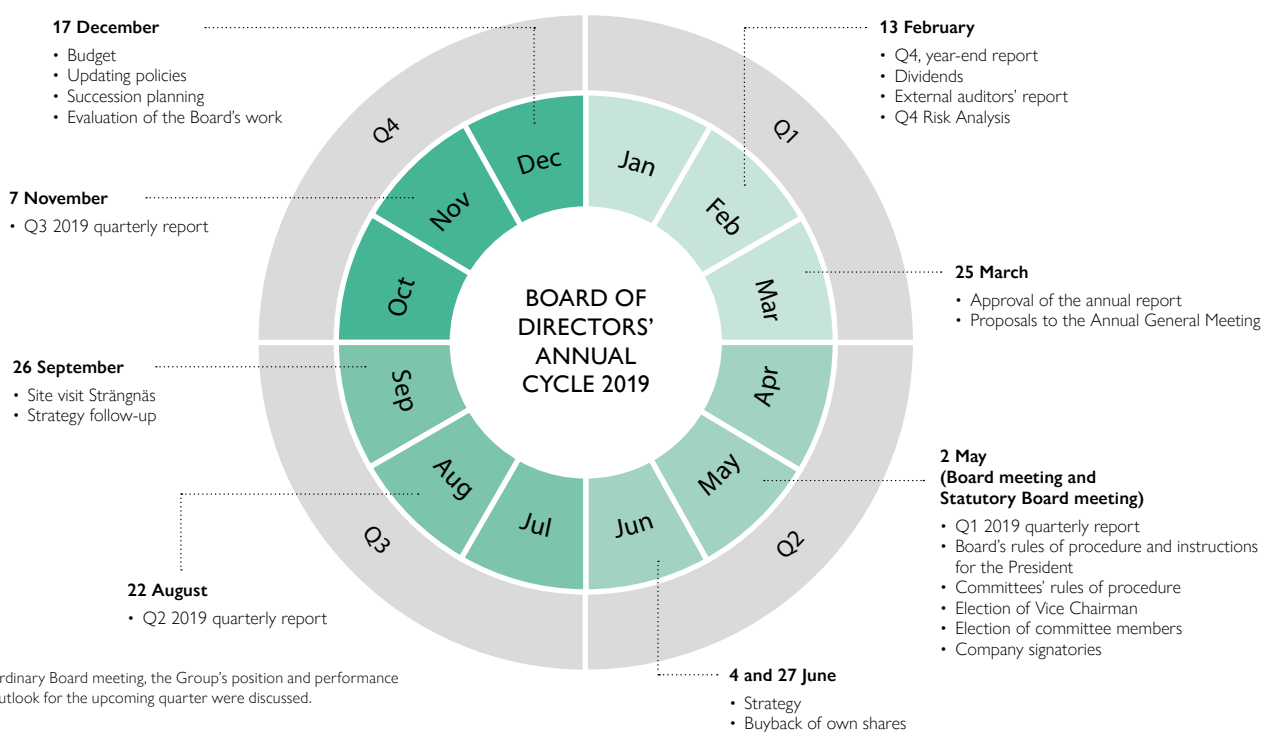 17 December
• Budget
• Updating policies
• Succession planning
• Evaluation of the Board's work
13 February
• Q4, year-end report
• Dividends
• External auditors' report
• Q4 Risk Analysis
7 November
• Q3 2019 quarterly report
25 March
• Approval of the annual report
• Proposals to the Annual General Meeting
26 September
• Site visit Strängnäs
• Strategy follow-up
2 May
(Board meeting and
Statutory Board meeting)
• Q1 2019 quarterly report
• Board's rules of procedure and instructions
for the President
• Committees' rules of procedure
• Election of Vice Chairman
• Election of committee members
• Company signatories
22 August
• Q2 2019 quarterly report
4 and 27 June
• Strategy
• Buyback of own shares
Q1
Q2
Q3
Q4
Jan
Feb
Mar
Apr
May
Jun
Jul
Aug
Sep
Oct
Nov
Dec
BOARD OF
DIRECTORS'
ANNUAL
CYCLE 2019
Board meeting, the Group's position and performance
for the upcoming quarter were discussed.